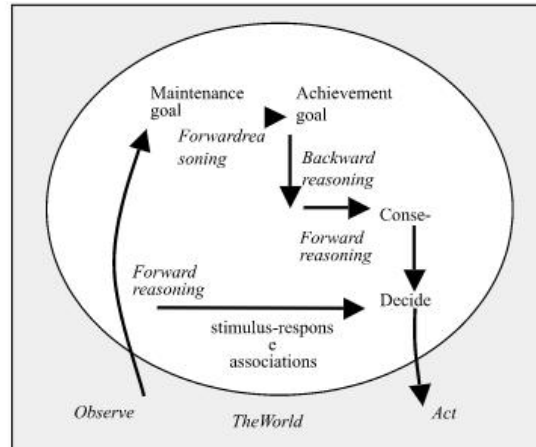 Maintenance
goal
Achievement
goal
Forwardrea
soning
Backward
reasoning
Conse-
Forward
reasoning
Forward
reasoning
Decide
stimulus-respons
e
associations
Observe
TheWorld
Act